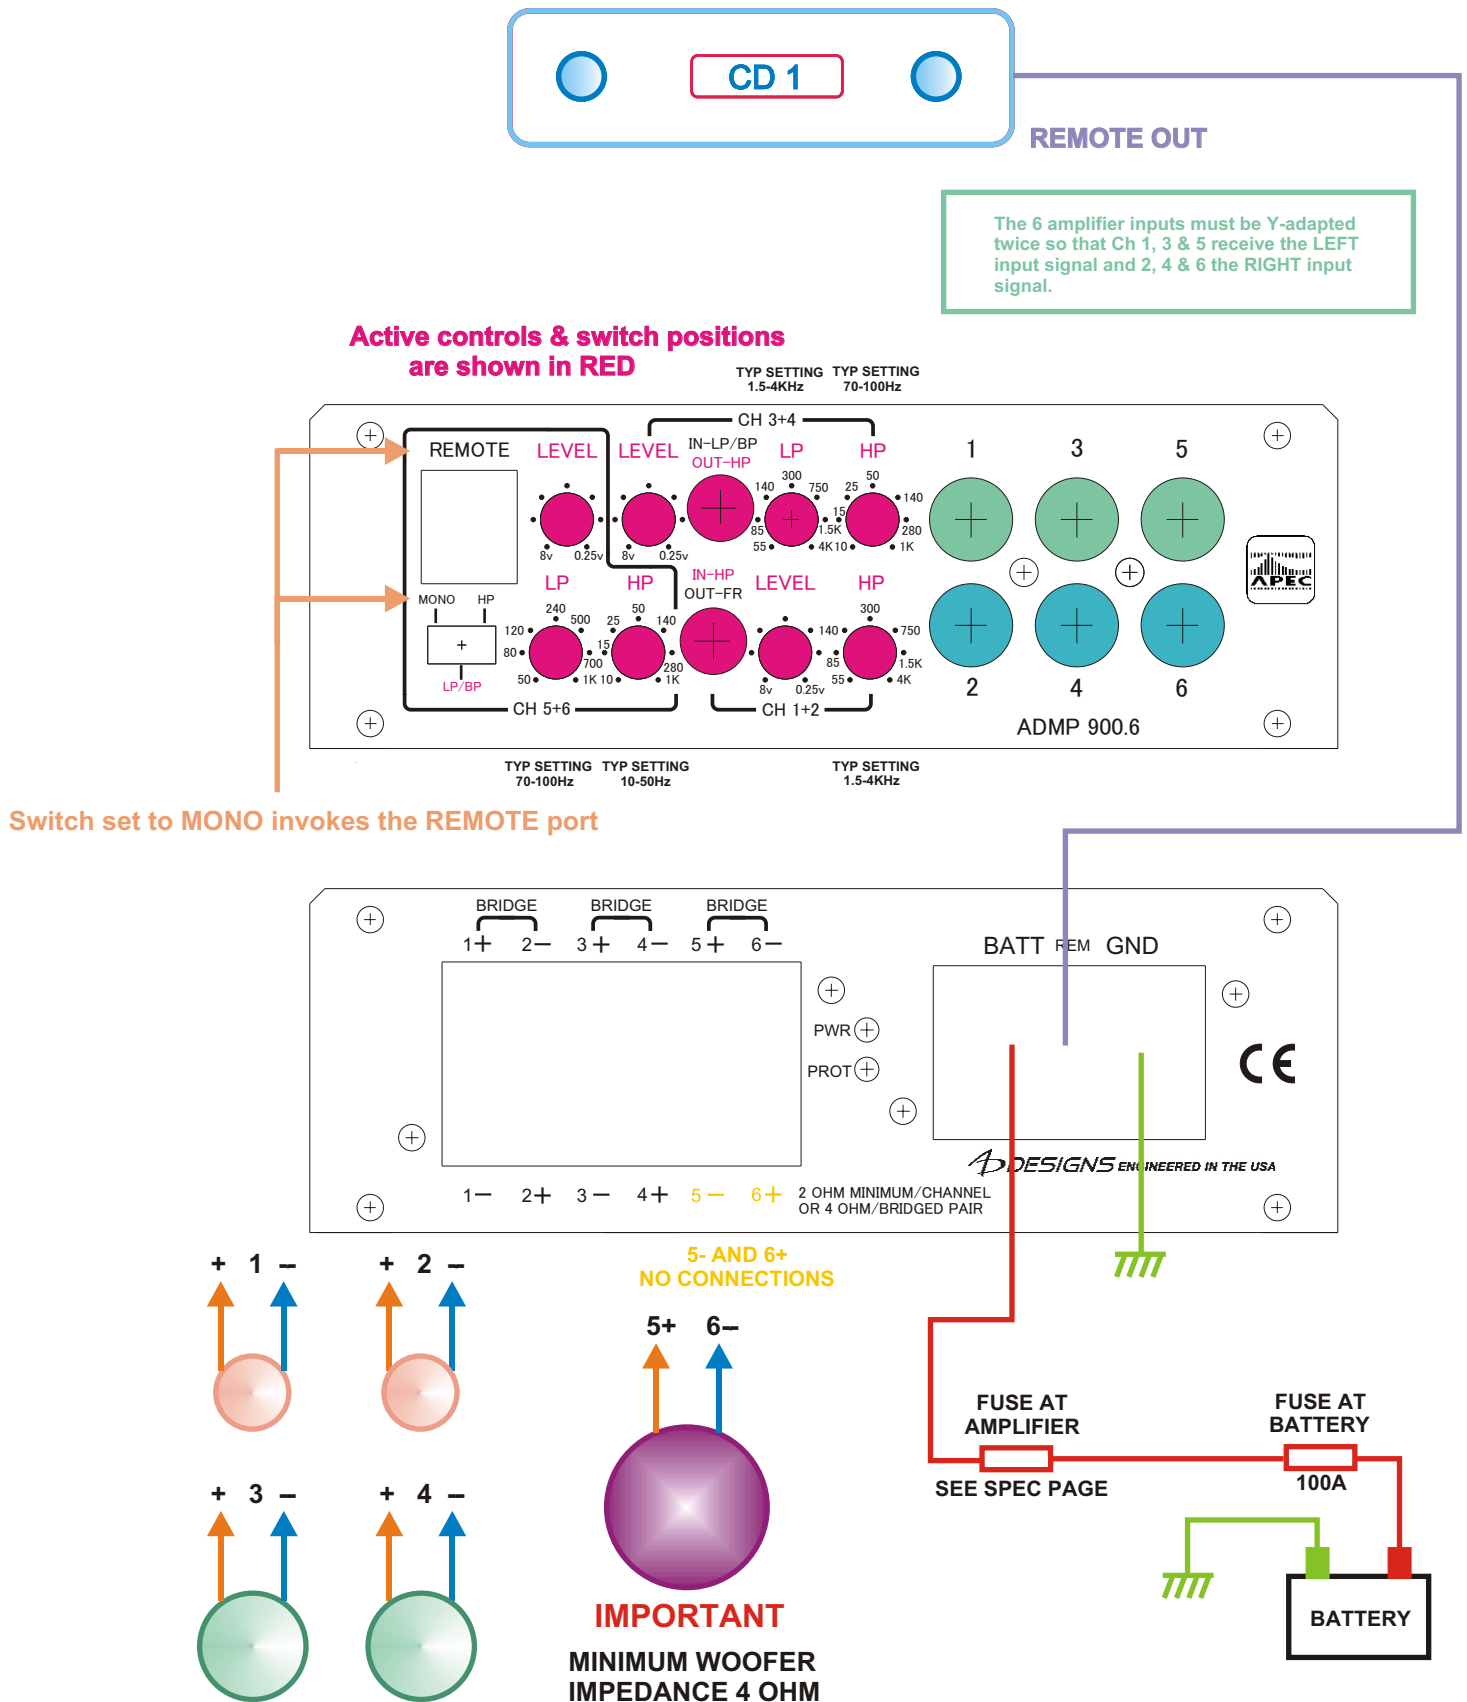 CD 1
REMOTE OUT
The 6 amplifier inputs must be Y-adapted
twice so that Ch 1, 3 & 5 receive the LEFT
input signal and 2, 4 & 6 the RIGHT input
signal.
Active controls & switch positions
are shown in RED
TYP SETTING
1.5-4KHz
TYP SETTING
70-100Hz
CH 3+4
REMOTE
LEVEL
LEVEL
IN-LP/BP
OUT-HP
LP
HP
1
3
5
8v
0.25v
8v
0.25v
55
85
140
300
750
1.5K
4K
10
15
25
50
140
280
1K
APEC
MONO
HP
LP/BP
LP
HP
IN-HP
OUT-FR
LEVEL
HP
50
80
120
240
500
700
1K
10
15
25
50
140
280
1K
8v
0.25v
55
85
140
300
750
1.5K
4K
2
4
6
CH 5+6
CH 1+2
ADMP 900.6
TYP SETTING
70-100Hz
TYP SETTING
10-50Hz
TYP SETTING
1.5-4KHz
Switch set to MONO invokes the REMOTE port
BRIDGE
BRIDGE
BRIDGE
1+ 2− 3+ 4− 5+ 6−
BATT REM GND
PWR
PROT
CE
AD DESIGNS ENGINEERED IN THE USA
1− 2+ 3− 4+ 5− 6+
2 OHM MINIMUM/CHANNEL
OR 4 OHM/BRIDGED PAIR
5- AND 6+
NO CONNECTIONS
+ 1 −
+ 2 −
5+ 6−
FUSE AT
AMPLIFIER
SEE SPEC PAGE
FUSE AT
BATTERY
100A
+ 3 −
+ 4 −
BATTERY
IMPORTANT
MINIMUM WOOFER
IMPEDANCE 4 OHM